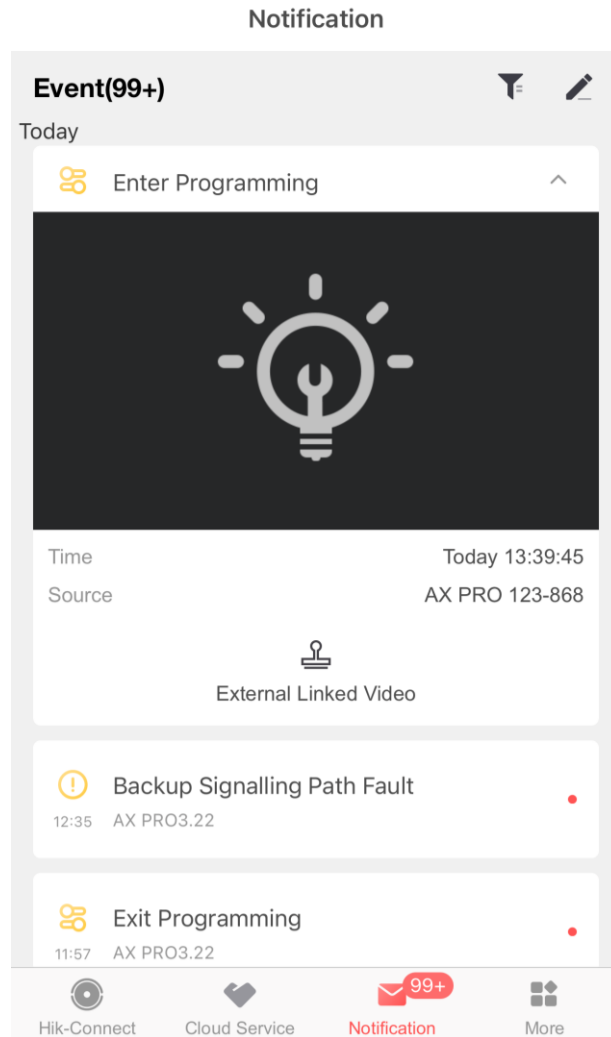 Notification
Event(99+)
Today
Enter Programming
Time Today 13:39:45
Source AX PRO 123-868
External Linked Video
Backup Signalling Path Fault
12:35 AX PRO3.22
Exit Programming
11:57 AX PRO3.22
99+
Hik-Connect Cloud Service Notification More